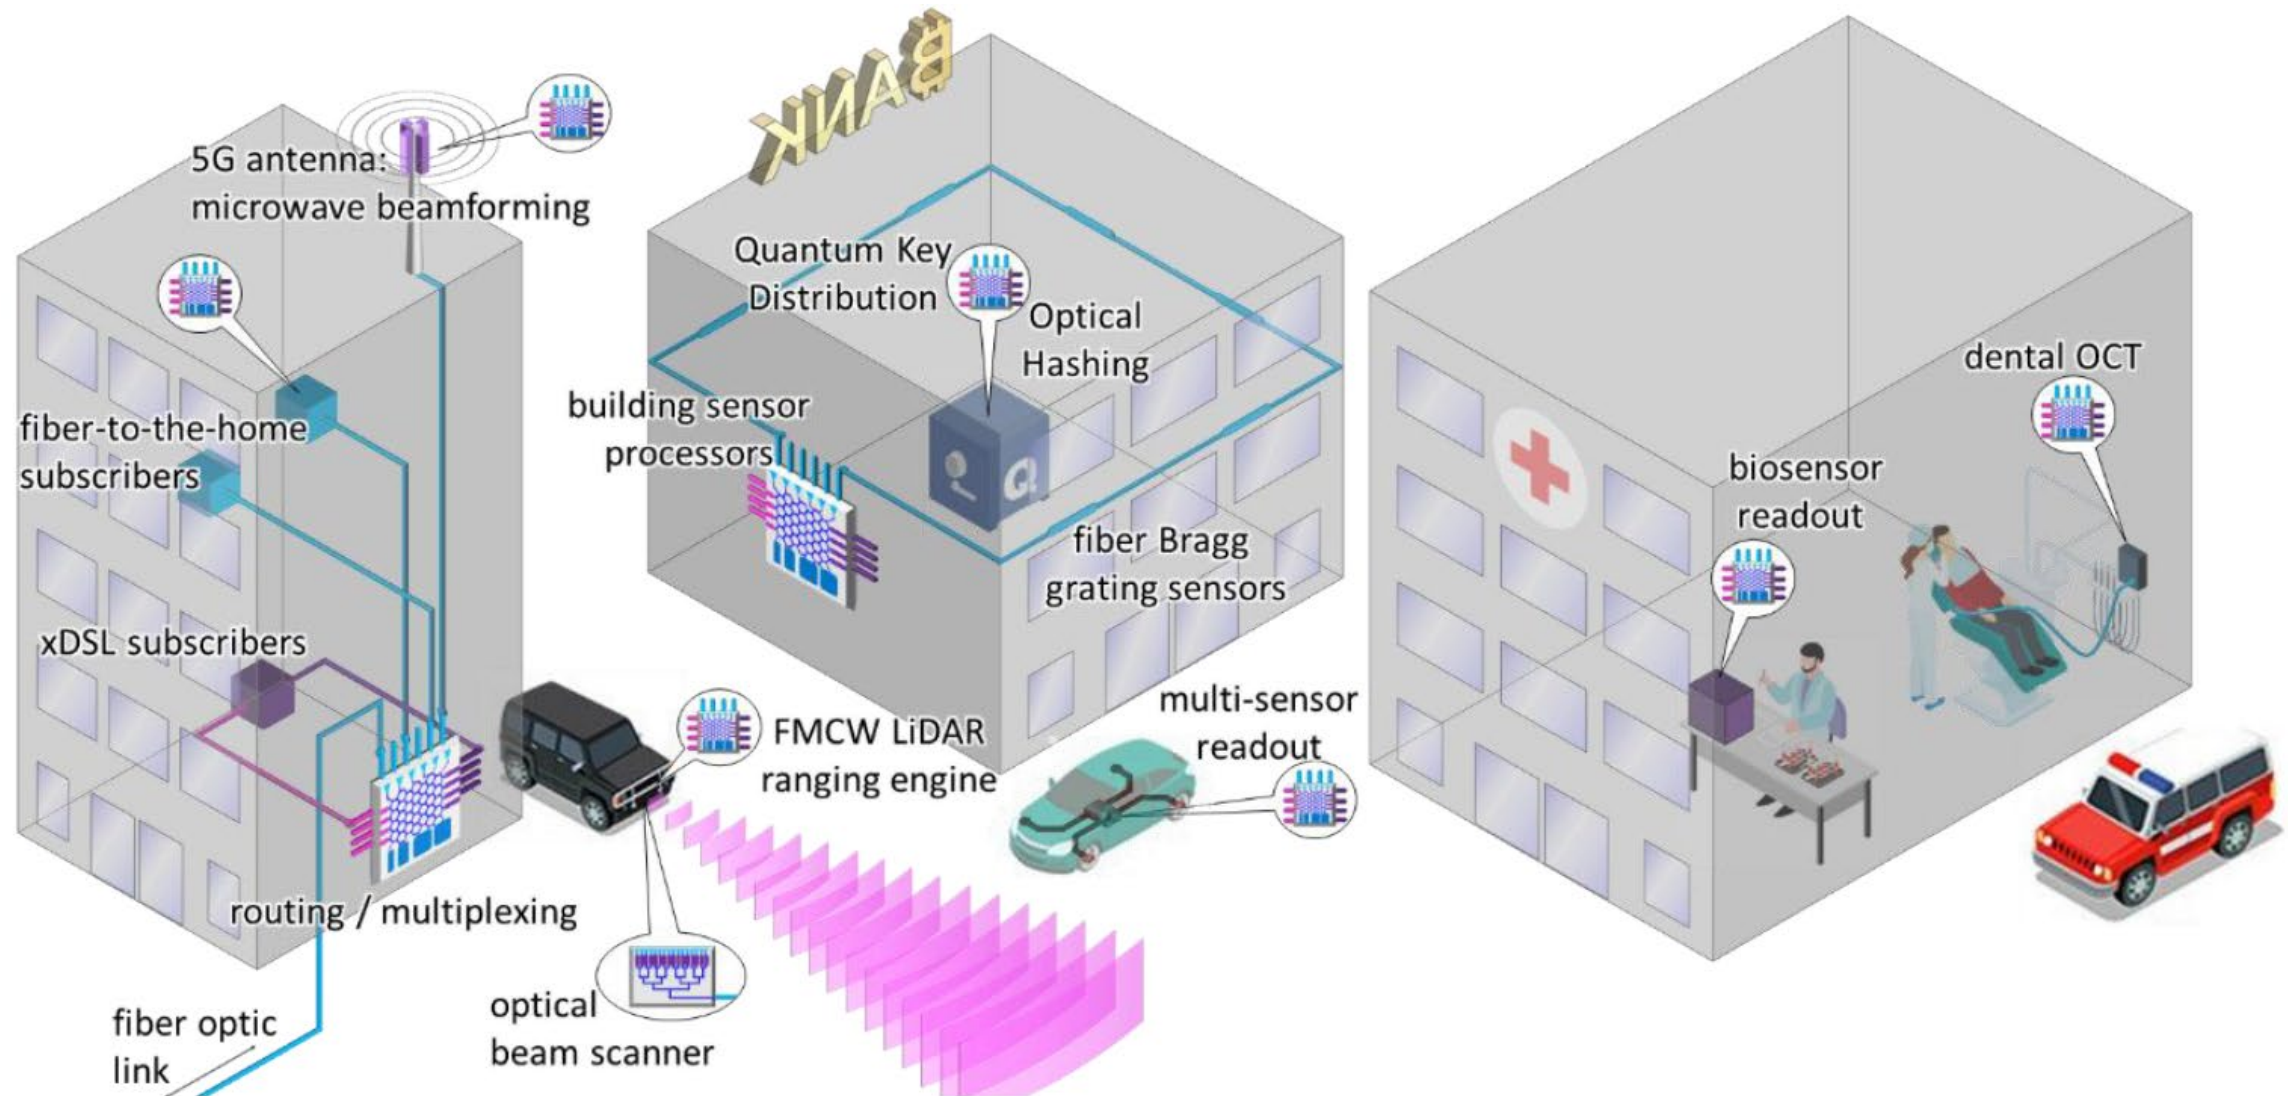 5G antenna:
microwave beamforming
fiber-to-the-home
subscribers
xDSL subscribers
routing / multiplexing
fiber optic
link
BANK
Quantum Key
Distribution
Optical
Hashing
building sensor
processors
Q
fiber Bragg
grating sensors
FMCW LiDAR
ranging engine
optical
beam scanner
multi-sensor
readout
dental OCT
biosensor
readout